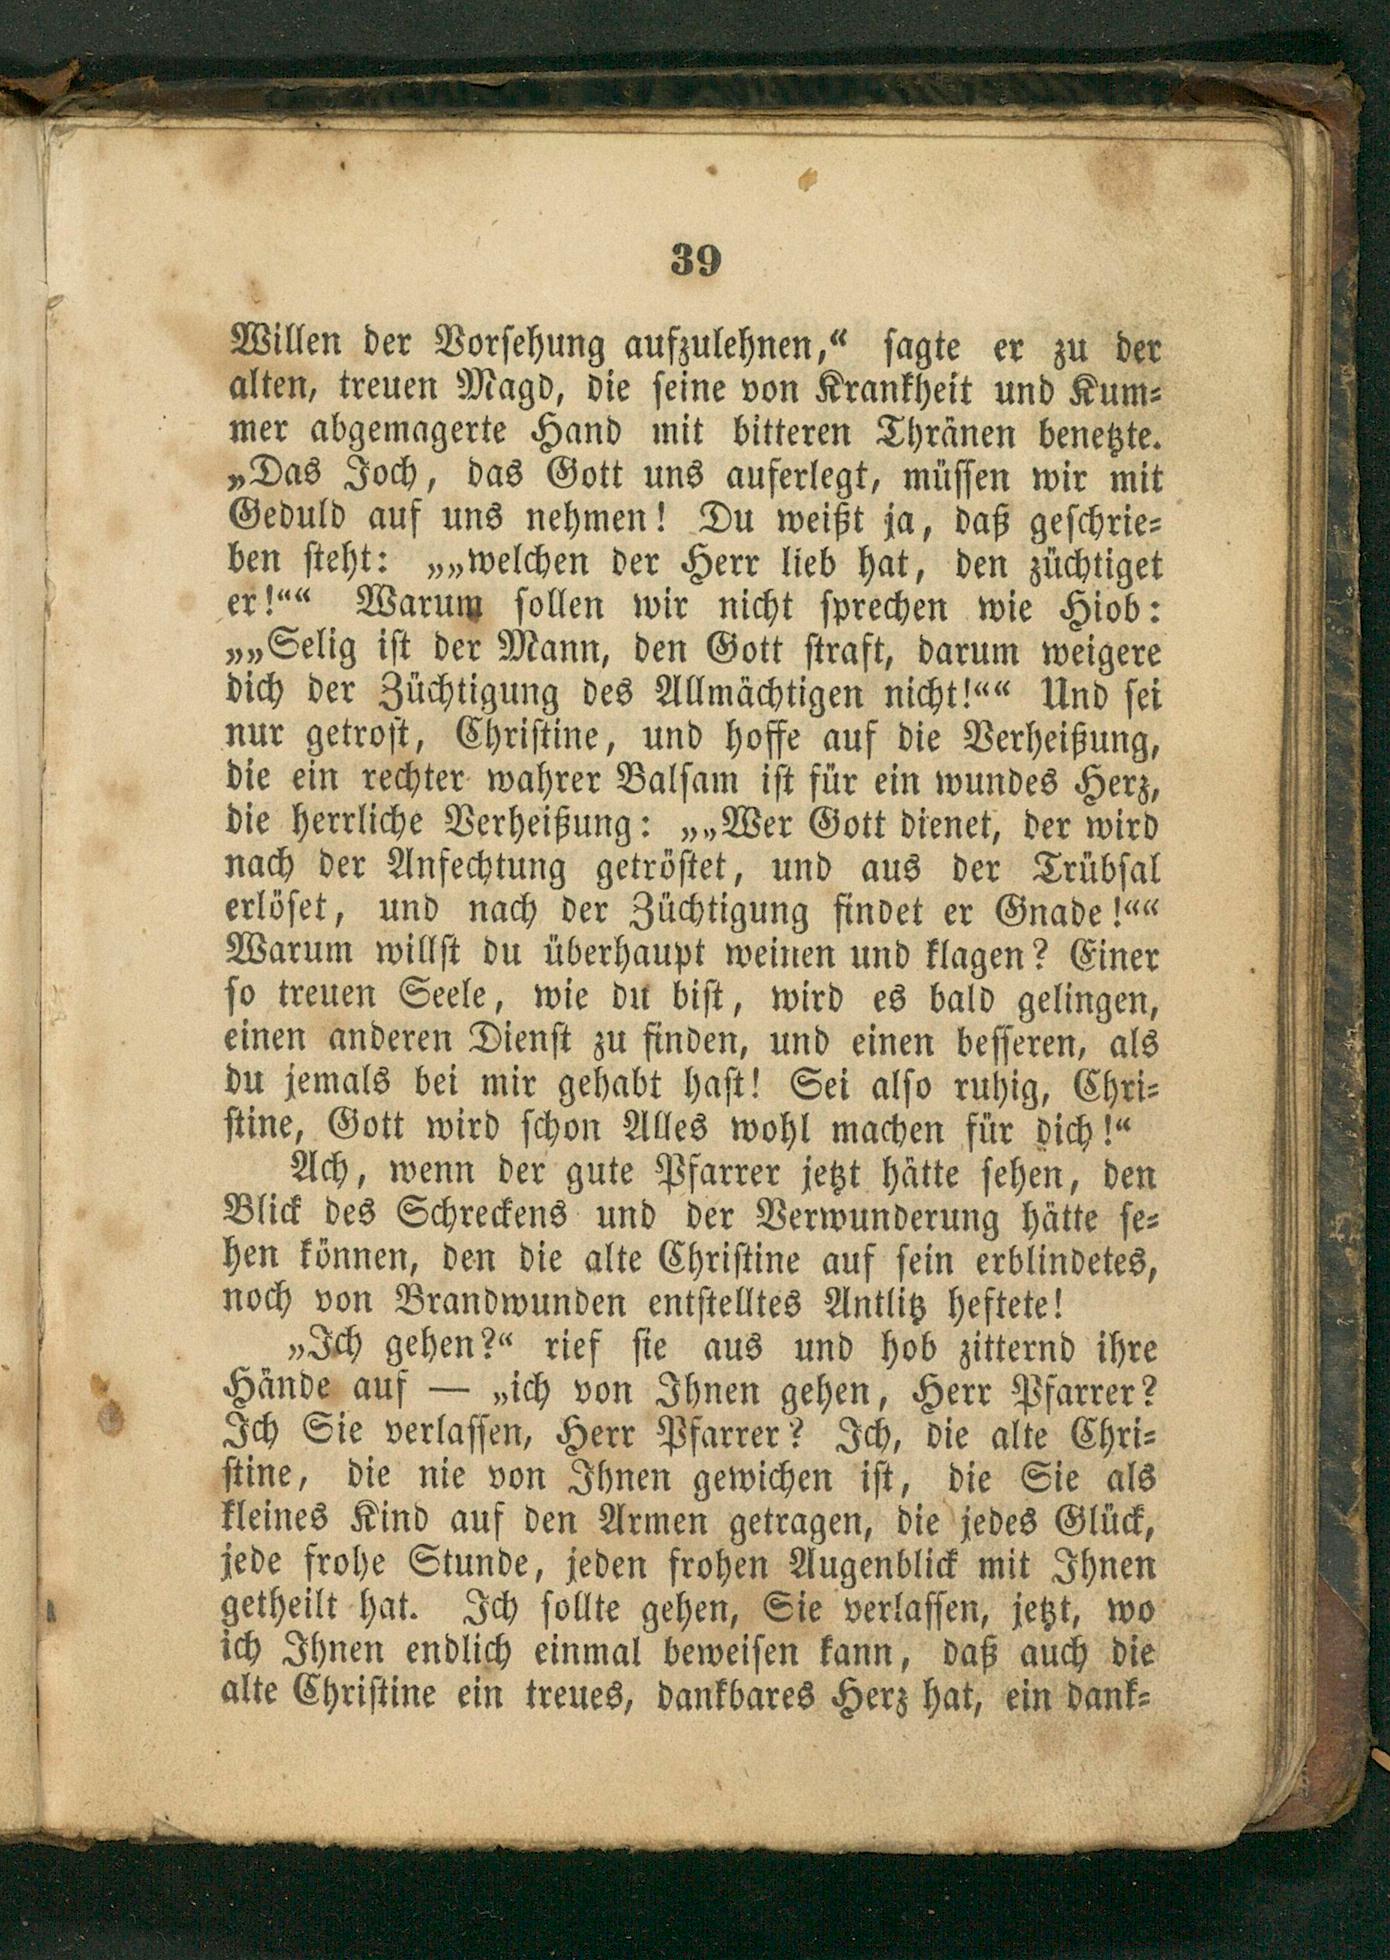 39
Willen der Vorsehung aufzulehnen,“ sagte er zu der
alten, treuen Magd, die seine von Krankheit und Kum-
mer abgemagerte Hand mit bitteren Thränen benetzte.
„Das Joch, das Gott uns auferlegt, müssen wir mit
Geduld auf uns nehmen! Du weißt ja, daß geschrie-
ben steht: „„welchen der Herr lieb hat, den züchtiget
er!““ Warum sollen wir nicht sprechen wie Hiob:
„„Selig ist der Mann, den Gott straft, darum weigere
dich der Züchtigung des Allmächtigen nicht!““ Und sei
nur getrost, Christine, und hoffe auf die Verheißung,
die ein rechter wahrer Balsam ist für ein wundes Herz,
die herrliche Verheißung: „„Wer Gott dienet, der wird
nach der Anfechtung getröstet, und aus der Trübsal
erlöset, und nach der Züchtigung findet er Gnade!““
Warum willst du überhaupt weinen und klagen? Einer
so treuen Seele, wie du bist, wird es bald gelingen,
einen anderen Dienst zu finden, und einen besseren, als
du jemals bei mir gehabt hast! Sei also ruhig, Chri-
stine, Gott wird schon Alles wohl machen für dich!“
Ach, wenn der gute Pfarrer jetzt hätte sehen, den
Blick des Schreckens und der Verwunderung hätte se-
hen können, den die alte Christine auf sein erblindetes,
noch von Brandwunden entstelltes Antlitz heftete!
„Ich gehen?“ rief sie aus und hob zitternd ihre
Hände auf — „ich von Ihnen gehen, Herr Pfarrer?
Ich Sie verlassen, Herr Pfarrer? Ich, die alte Chri-
stine, die nie von Ihnen gewichen ist, die Sie als
kleines Kind auf den Armen getragen, die jedes Glück,
jede frohe Stunde, jeden frohen Augenblick mit Ihnen
getheilt hat. Ich sollte gehen, Sie verlassen, jetzt, wo
ich Ihnen endlich einmal beweisen kann, daß auch die
alte Christine ein treues, dankbares Herz hat, ein dank-